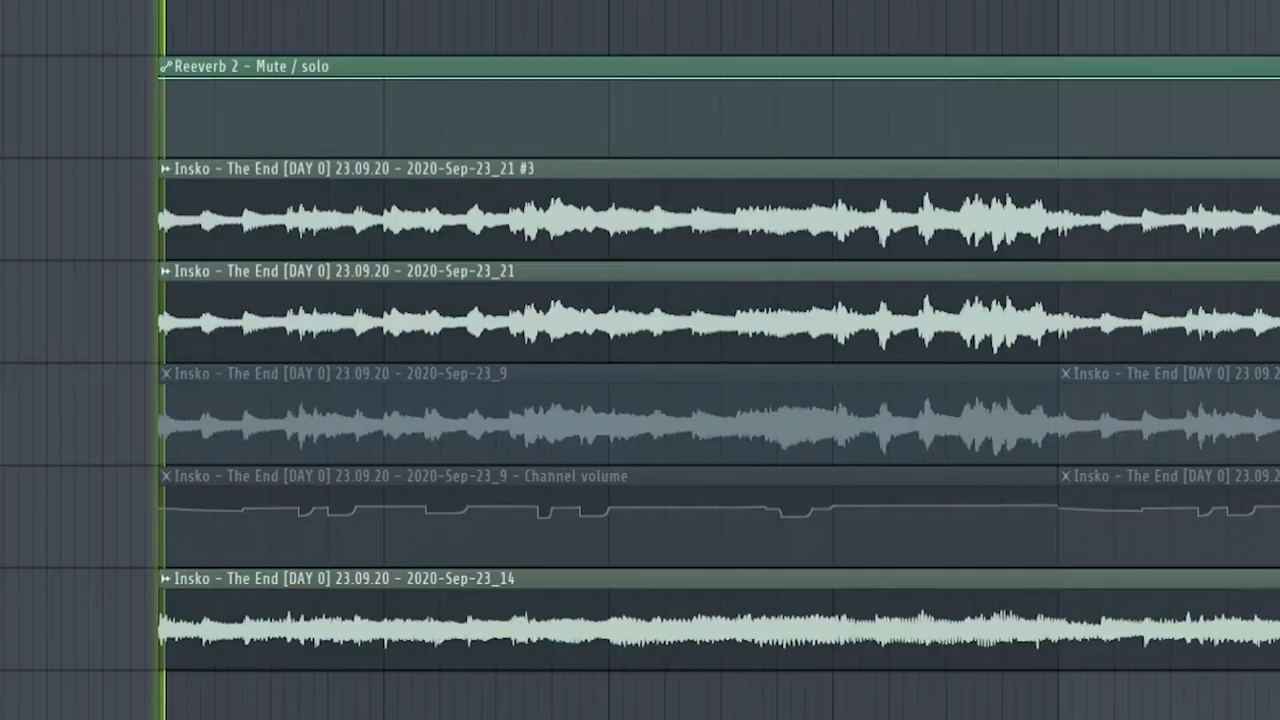 Reeverb 2 - Mute / solo
Insko - The End [DAY 0] 23.09.20 - 2020-Sep-23_21 #3
Insko - The End [DAY 0] 23.09.20 - 2020-Sep-23_21
Insko - The End [DAY 0] 23.09.20 - 2020-Sep-23_9
Insko - The End [DAY 0] 23.09.2
Insko - The End [DAY 0] 23.09.20 - 2020-Sep-23_9 - Channel volume
Insko - The End [DAY 0] 23.09.2
Insko - The End [DAY 0] 23.09.20 - 2020-Sep-23_14